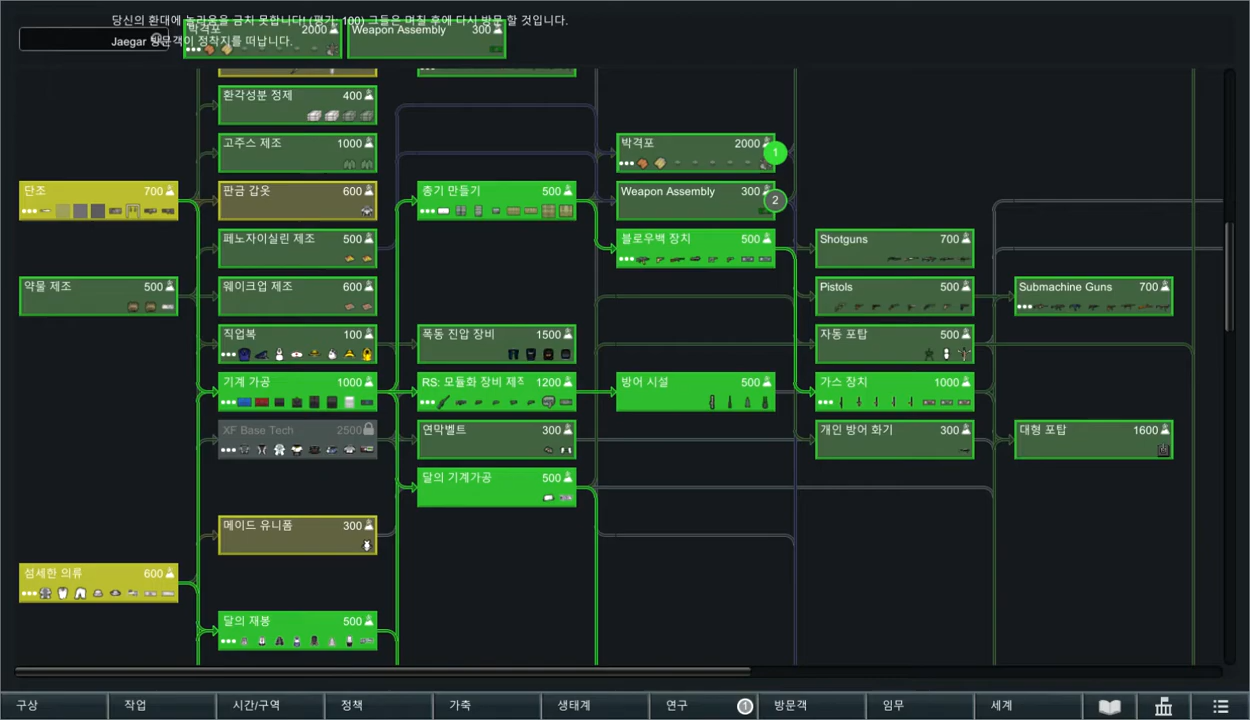 당신의 환대에 놀라움을 금치 못합니다! (평가: 100) 그들은 며칠 후에 다시 방문 할 것입니다.
Jaegar 방문객이 정착지를 떠납니다.
박격포 2000
Weapon Assembly 300
환각성분 정제 400
고주스 제조 1000
박격포 2000
1
단조 700
판금 갑옷 600
총기 만들기 500
Weapon Assembly 300
2
페노자이실린 제조 500
블로우백 장치 500
Shotguns 700
약물 제조 500
웨이크업 제조 600
Pistols 500
Submachine Guns 700
직업복 100
폭동 진압 장비 1500
자동 포탑 500
기계 가공 1000
RS: 모듈화 장비 제작 1200
방어 시설 500
가스 장치 1000
XF Base Tech 2500
연막벨트 300
개인 방어 화기 300
대형 포탑 1600
달의 기계가공 500
메이드 유니폼 300
섬세한 의류 600
달의 재봉 500
구상 작업 시간/구역 정책 가축 생태계 연구 1 방문객 임무 세계